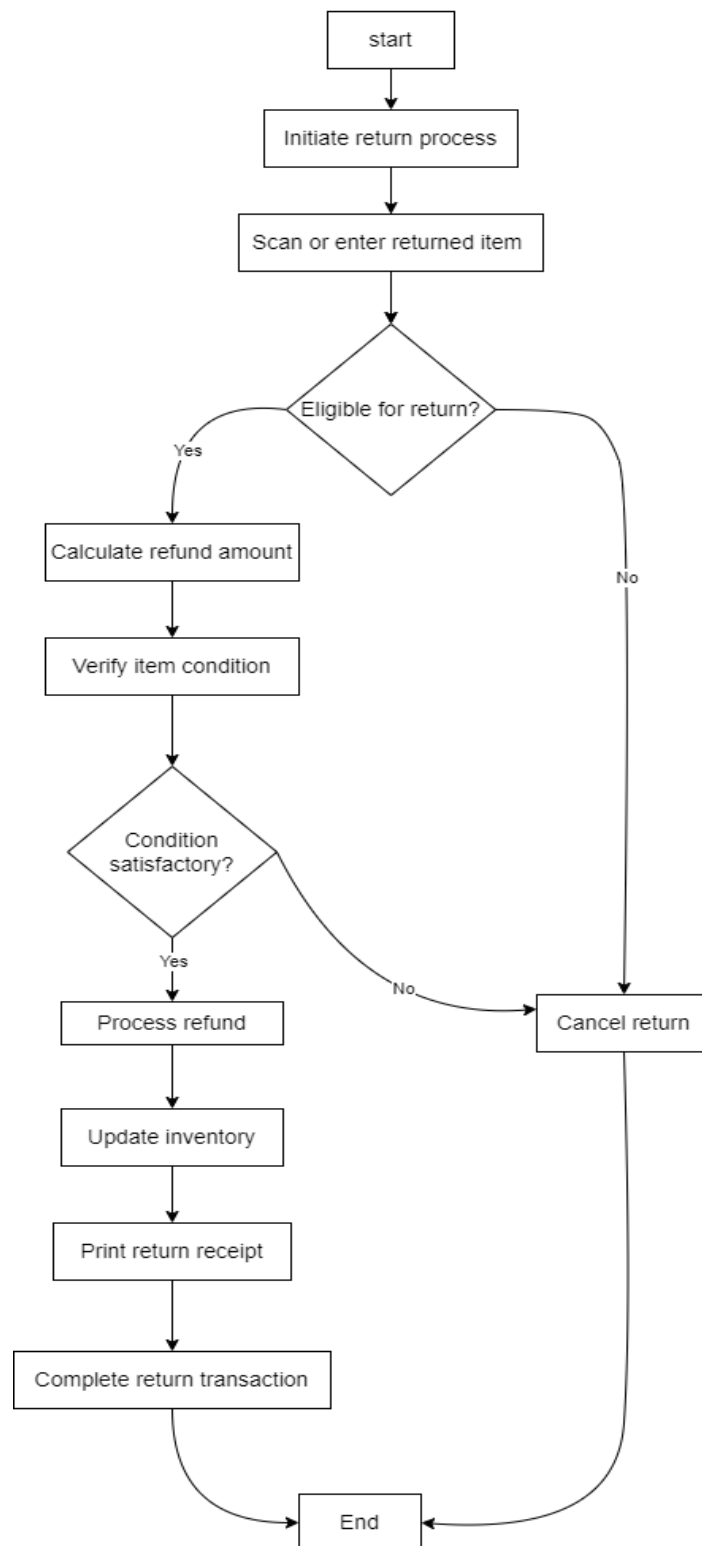 start
Initiate return process
Scan or enter returned item
Eligible for return?
Yes
Calculate refund amount
No
Verify item condition
Condition
satisfactory?
Yes
No
Process refund
Cancel return
Update inventory
Print return receipt
Complete return transaction
End